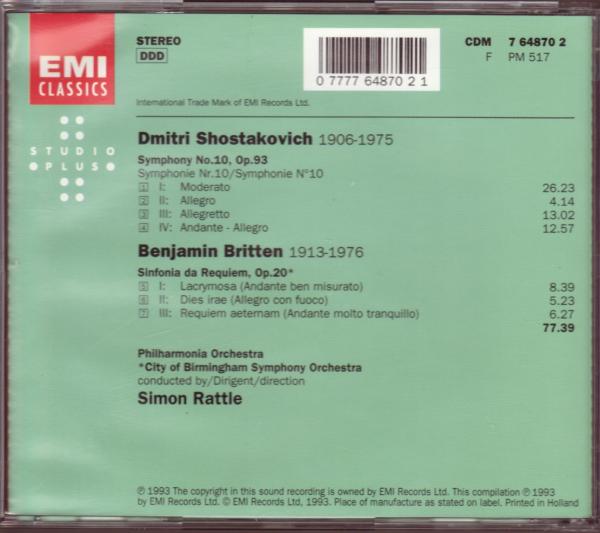 EMI
CLASSICS
STUDIO
PLUS
STEREO
DDD
0 7777 64870 2 1
CDM 7 64870 2
F PM 517
International Trade Mark of EMI Records Ltd.
Dmitri Shostakovich 1906-1975
Symphony No.10, Op.93
Symphonie Nr.10/Symphonie N°10
1 I: Moderato 26.23
2 II: Allegro 4.14
3 III: Allegretto 13.02
4 IV: Andante - Allegro 12.57
Benjamin Britten 1913-1976
Sinfonia da Requiem, Op.20*
5 I: Lacrymosa (Andante ben misurato) 8.39
6 II: Dies irae (Allegro con fuoco) 5.23
7 III: Requiem aeternam (Andante molto tranquillo) 6.27
77.39
Philharmonia Orchestra
*City of Birmingham Symphony Orchestra
conducted by/Dirigent/direction
Simon Rattle
℗ 1993 The copyright in this sound recording is owned by EMI Records Ltd. This compilation ℗ 1993
by EMI Records Ltd. © EMI Records Ltd, 1993. Place of manufacture as stated on label. Printed in Holland